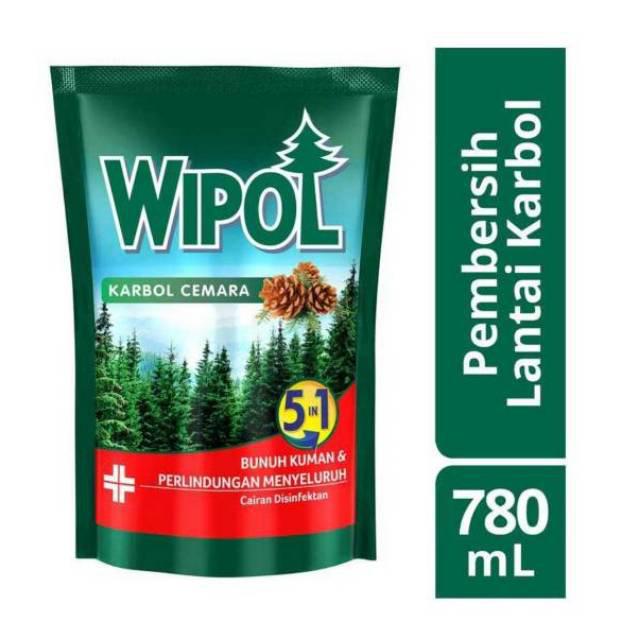 WIPOL
KARBOL CEMARA
5 IN 1
BUNUH KUMAN &
PERLINDUNGAN MENYELURUH
Cairan Disinfektan
Pembersih
Lantai Karbol
780
mL